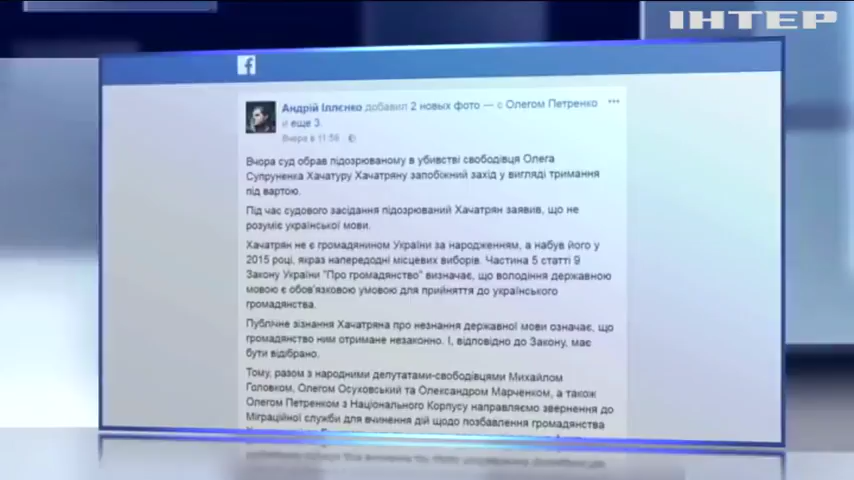 ІНТЕР
f
Андрій Іллєнко добавил 2 новых фото — с Олегом Петренко
и еще 3.
Вчера в 11:59
Вчора суд обрав підозрюваному в убивстві свободівця Олега
Супруненка Хачатуру Хачатряну запобіжний захід у вигляді тримання
під вартою.
Під час судового засідання підозрюваний Хачатрян заявив, що не
розуміє української мови.
Хачатрян не є громадянином України за народженням, а набув його у
2015 році, якраз напередодні місцевих виборів. Частина 5 статті 9
Закону України "Про громадянство" визначає, що володіння державною
мовою є обов'язковою умовою для прийняття до українського
громадянства.
Публічне зізнання Хачатряна про незнання державної мови означає, що
громадянство ним отримане незаконно. І, відповідно до Закону, має
бути відібрано.
Тому, разом з народними депутатами-свободівцями Михайлом
Головком, Олегом Осуховський та Олександром Марченком, а також
Олегом Петренком з Національного Корпусу направляємо звернення до
Міграційної служби для вчинення дій щодо позбавлення громадянства